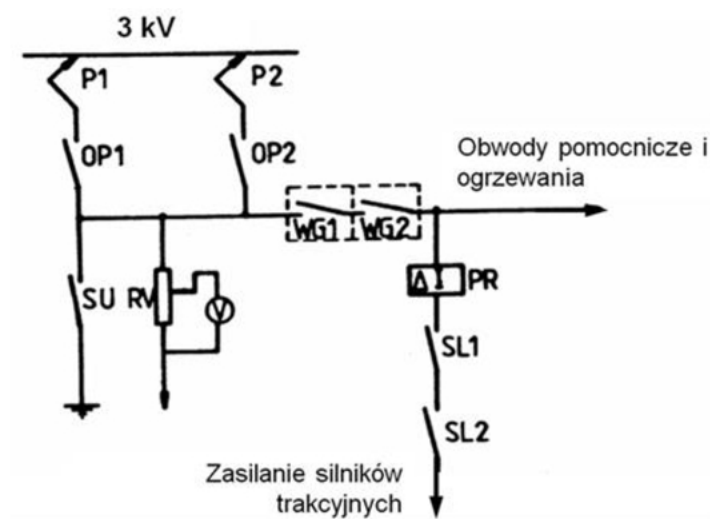 3 kV
P1
P2
OP1
OP2
Obwody pomocnicze i
ogrzewania
WG1 WG2
SU RV
V
Δ I PR
SL1
SL2
Zasilanie silników
trakcyjnych